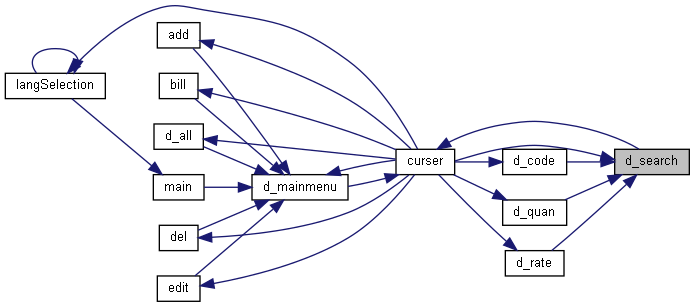 langSelection
add
bill
d_all
main
del
edit
d_mainmenu
curser
d_code
d_quan
d_rate
d_search